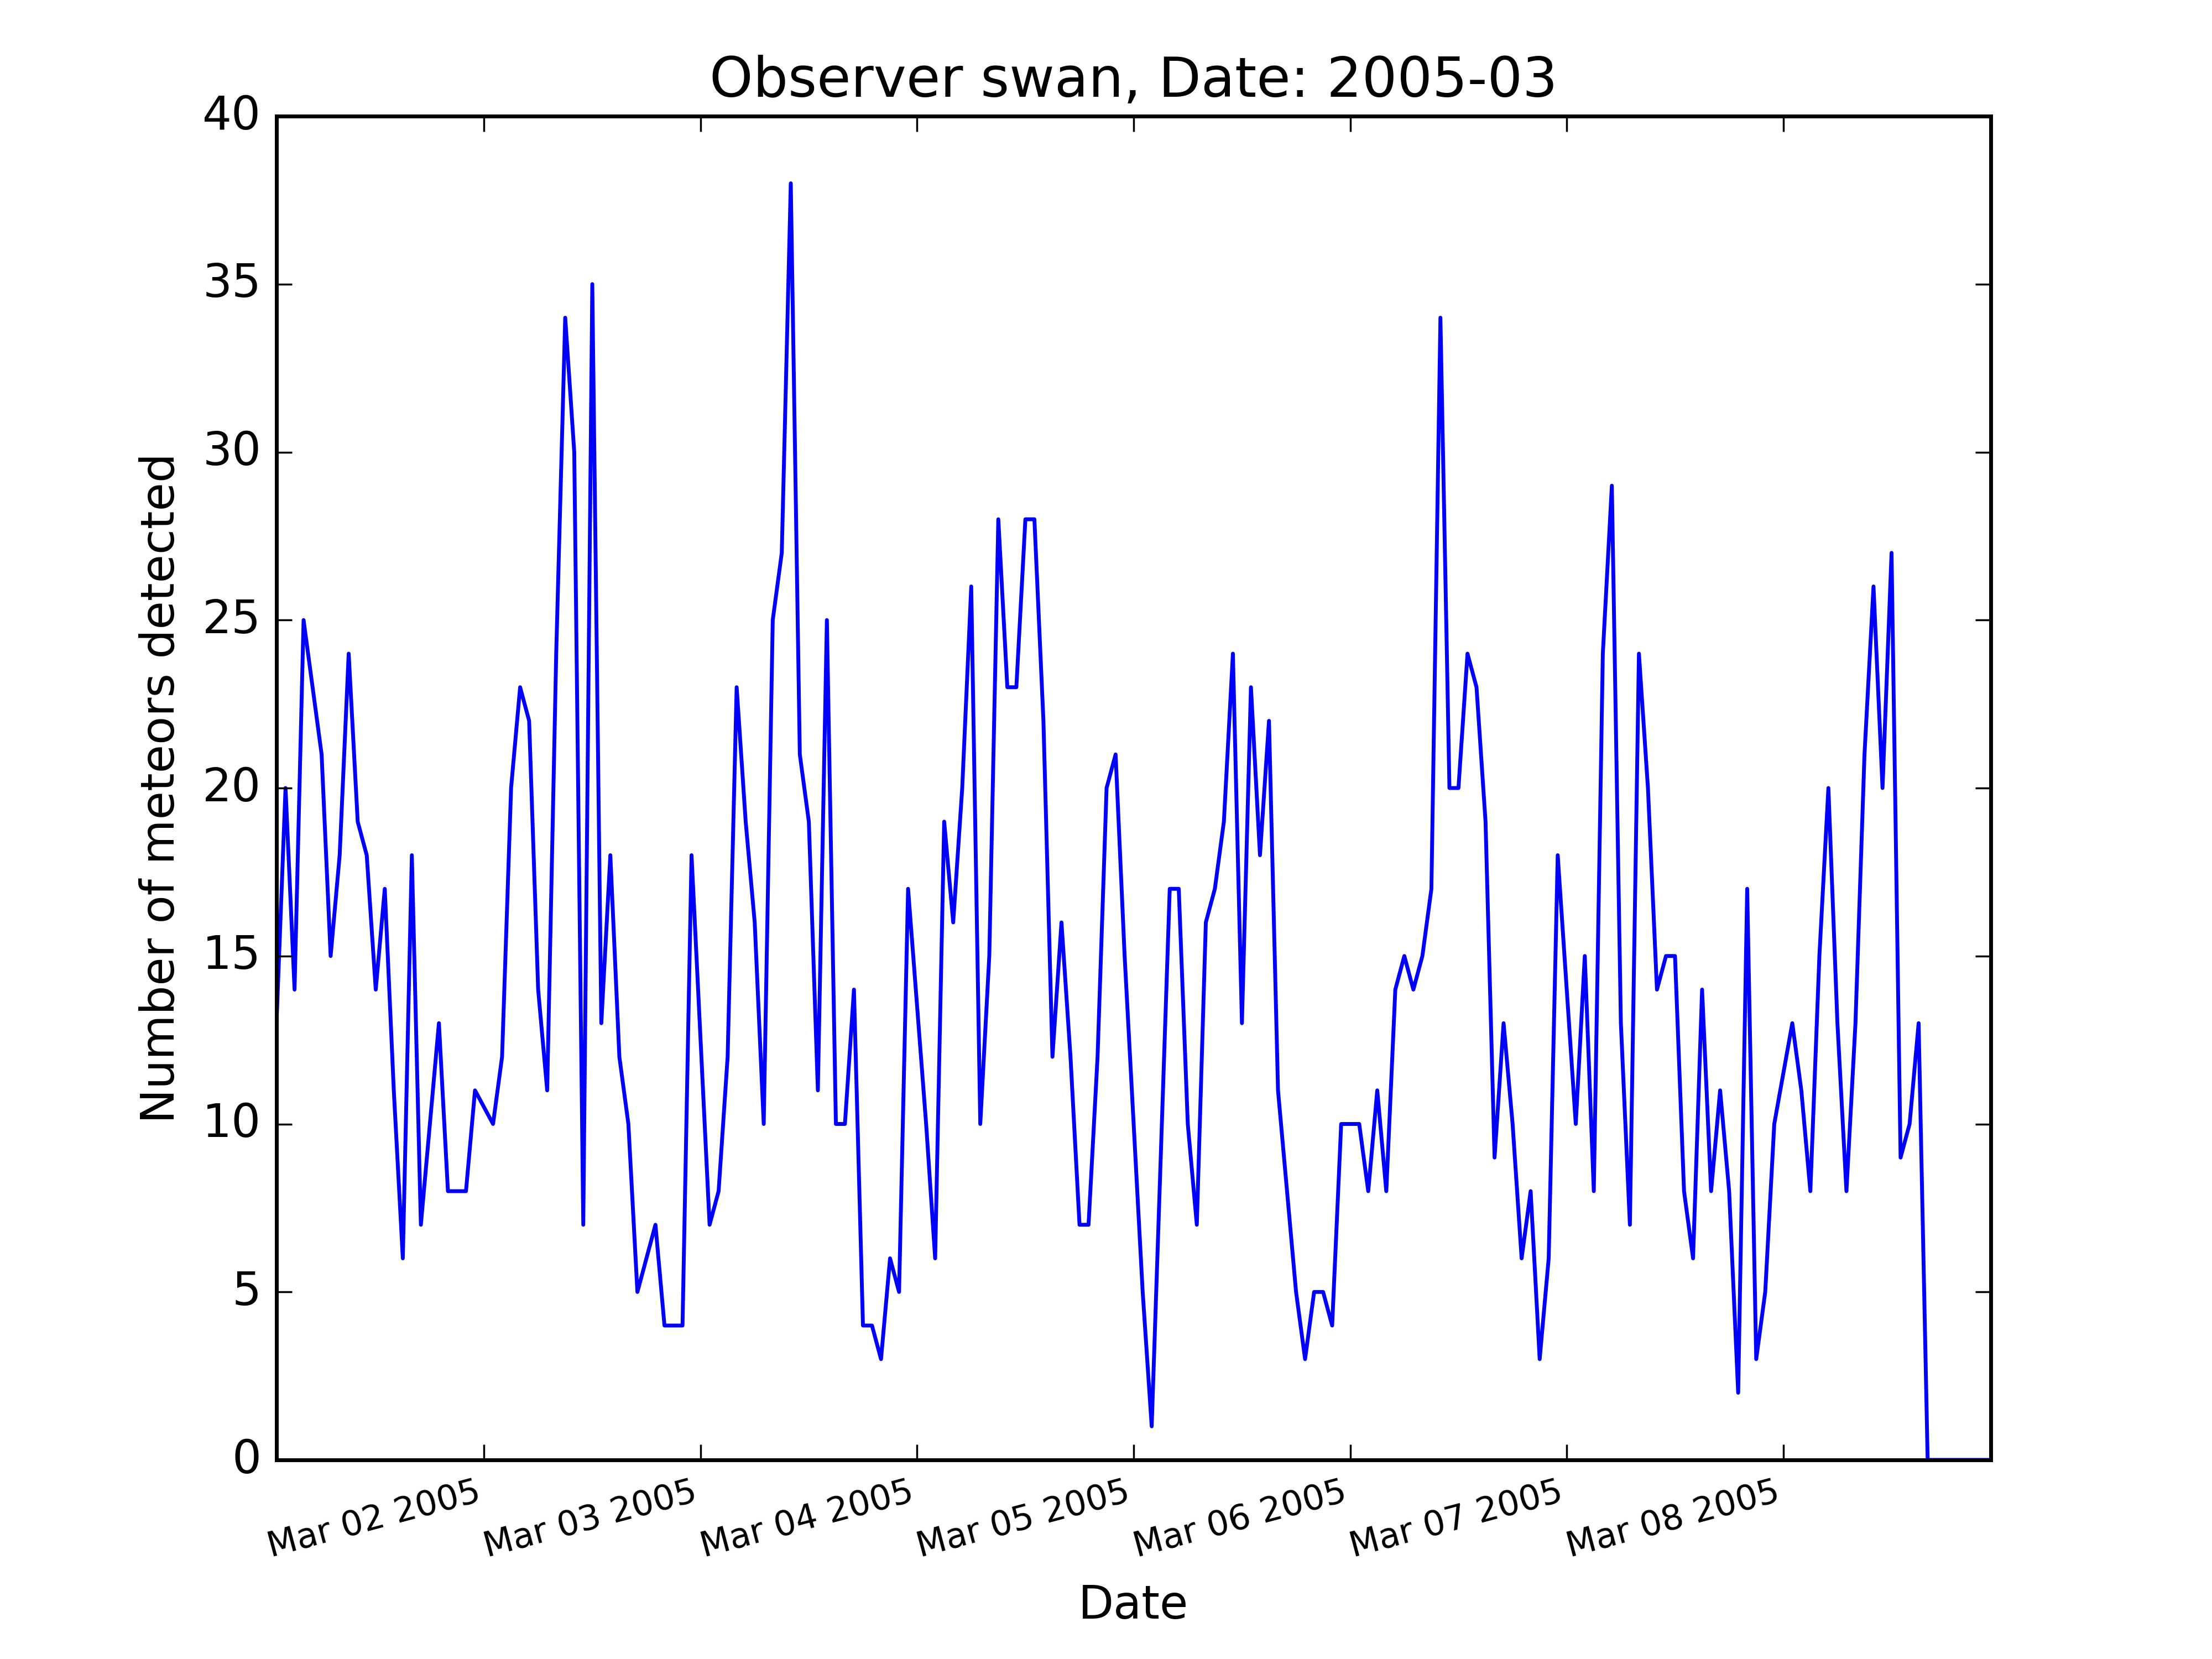 Observer swan, Date: 2005-03
40
35
30
25
20
15
10
5
0
Number of meteors detected
Mar 02 2005
Mar 03 2005
Mar 04 2005
Mar 05 2005
Mar 06 2005
Mar 07 2005
Mar 08 2005
Date